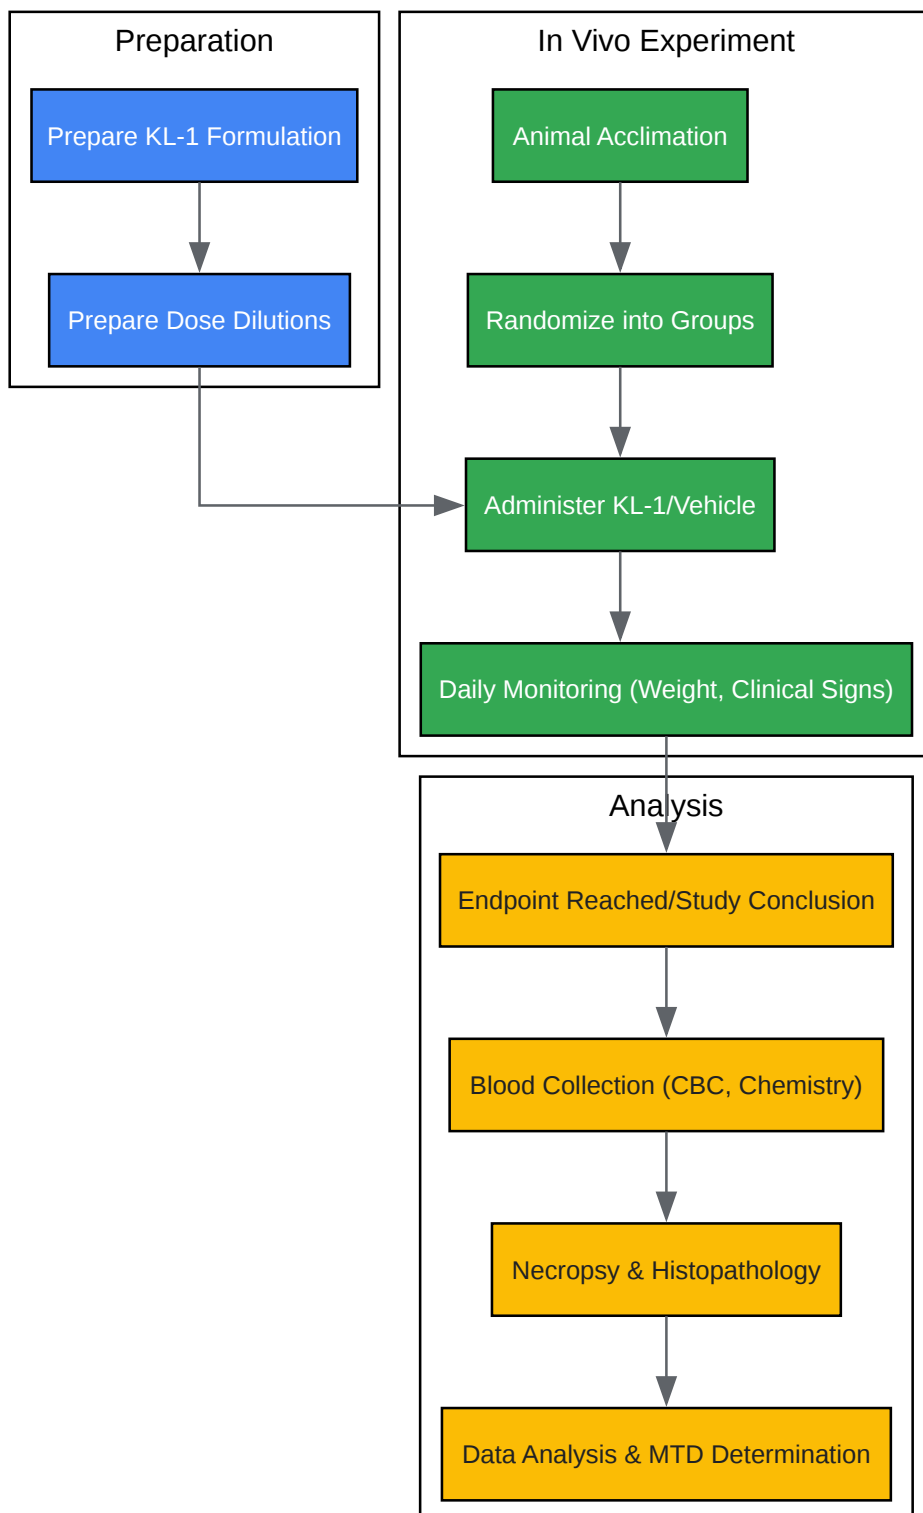 Preparation
Prepare KL-1 Formulation
Prepare Dose Dilutions
In Vivo Experiment
Animal Acclimation
Randomize into Groups
Administer KL-1/Vehicle
Daily Monitoring (Weight, Clinical Signs)
Analysis
Endpoint Reached/Study Conclusion
Blood Collection (CBC, Chemistry)
Necropsy & Histopathology
Data Analysis & MTD Determination